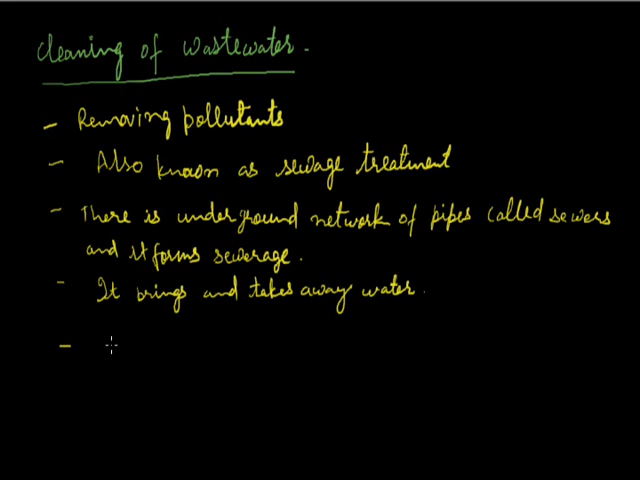 Cleaning of wastewater.
- Removing pollutants
- Also known as sewage treatment
- There is underground network of pipes called sewers
and it forms sewerage.
- It brings and takes away water.
-